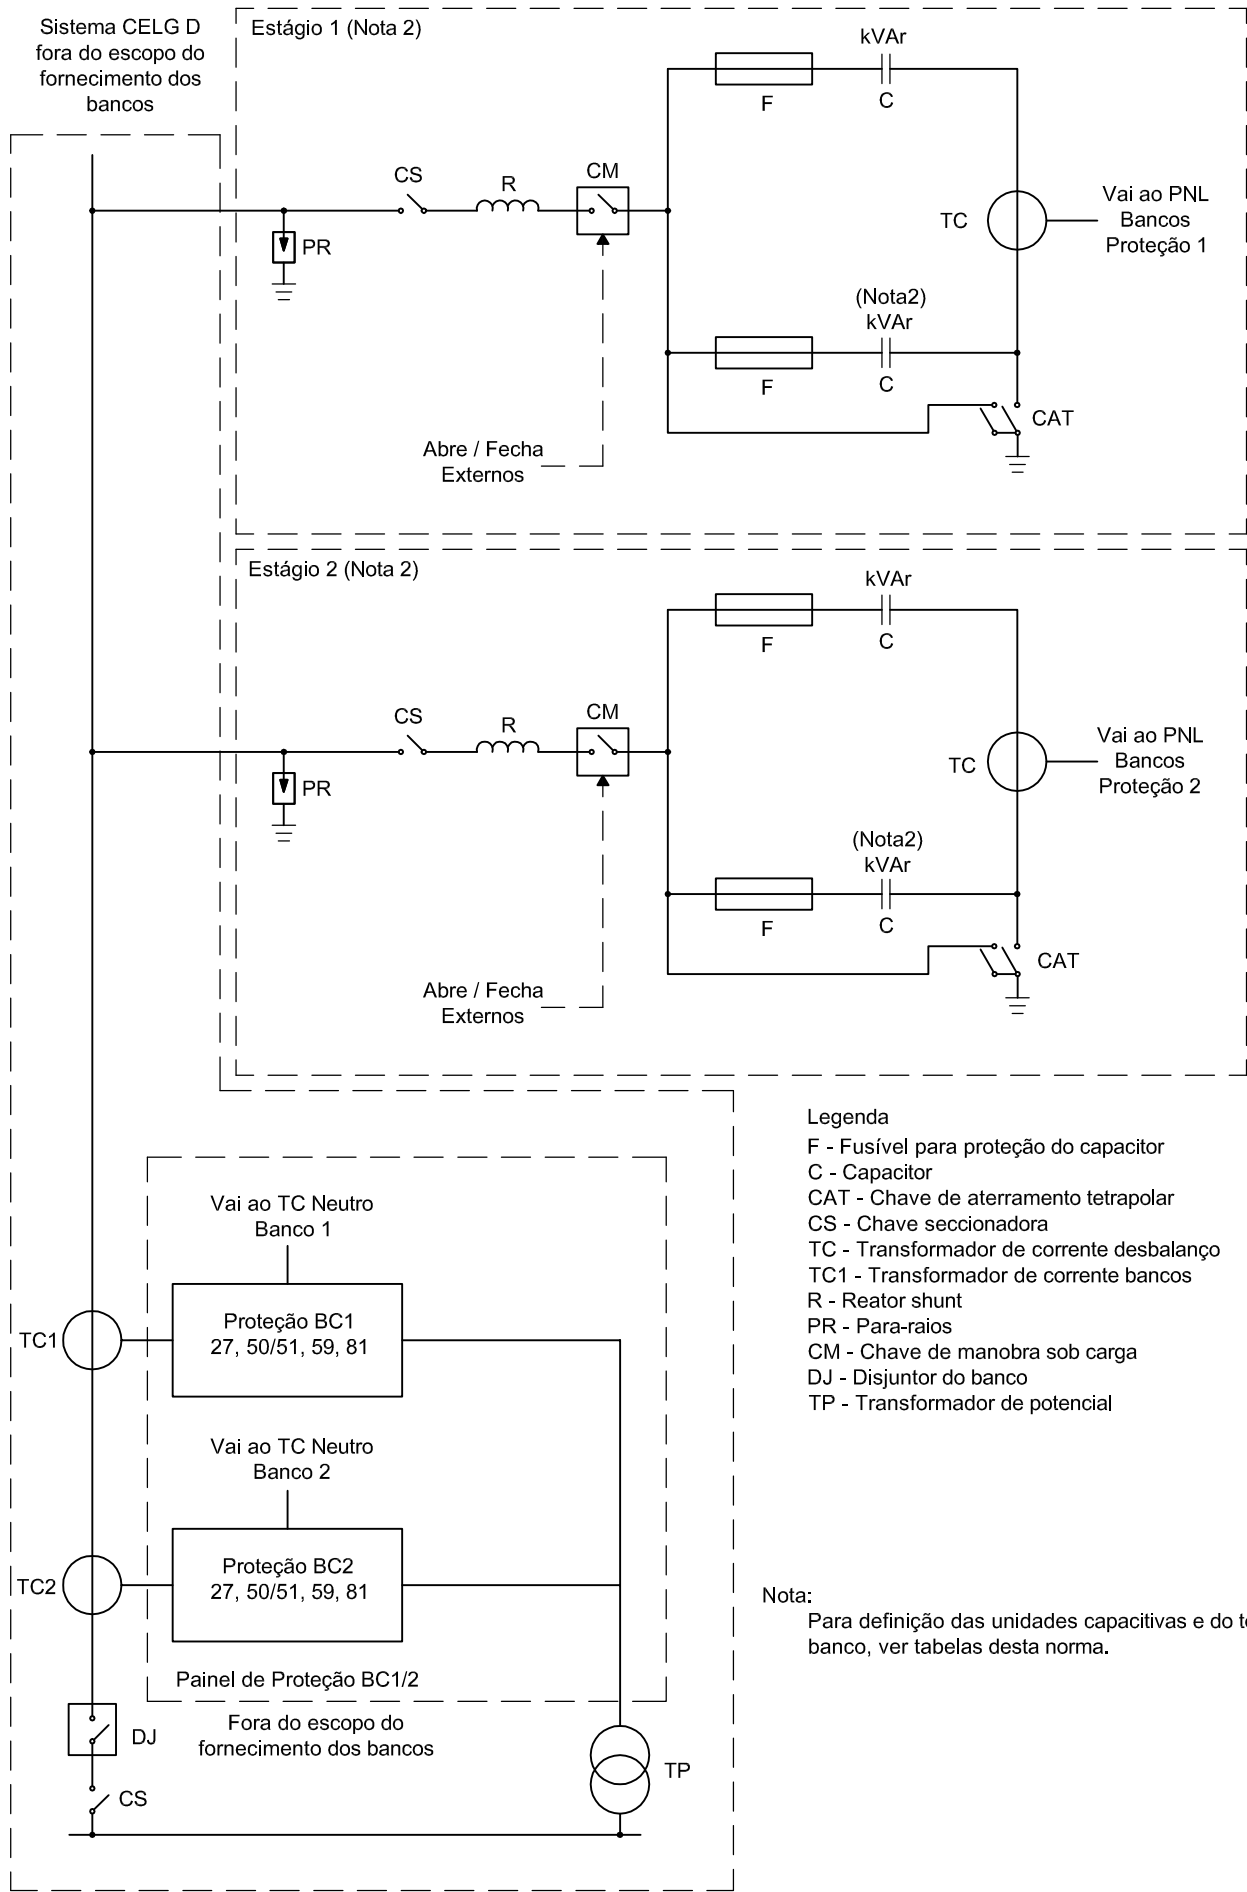 Sistema CELG D
fora do escopo do
fornecimento dos
bancos
Estágio 1 (Nota 2)
kVAr
F
C
CS
R
CM
PR
TC
Vai ao PNL
Bancos
Proteção 1
(Nota2)
kVAr
F
C
CAT
Abre / Fecha
Externos
Estágio 2 (Nota 2)
kVAr
F
C
CS
R
CM
PR
TC
Vai ao PNL
Bancos
Proteção 2
(Nota2)
kVAr
F
C
CAT
Abre / Fecha
Externos
Legenda
F - Fusível para proteção do capacitor
C - Capacitor
CAT - Chave de aterramento tetrapolar
CS - Chave seccionadora
TC - Transformador de corrente desbalanço
TC1 - Transformador de corrente bancos
R - Reator shunt
PR - Para-raios
CM - Chave de manobra sob carga
DJ - Disjuntor do banco
TP - Transformador de potencial
Vai ao TC Neutro
Banco 1
TC1
Proteção BC1
27, 50/51, 59, 81
Vai ao TC Neutro
Banco 2
TC2
Proteção BC2
27, 50/51, 59, 81
Painel de Proteção BC1/2
Fora do escopo do
fornecimento dos bancos
DJ
CS
TP
Nota:
Para definição das unidades capacitivas e do
banco, ver tabelas desta norma.